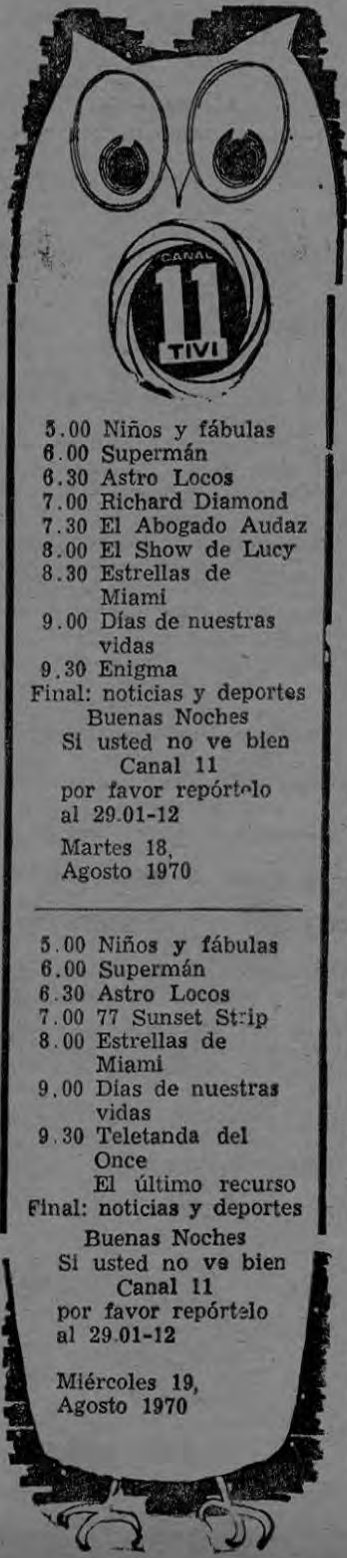 CANAL
11
TIVI
5.00 Niños y fábulas
6.00 Supermán
6.30 Astro Locos
7.00 Richard Diamond
7.30 El Abogado Audaz
8.00 El Show de Lucy
8.30 Estrellas de
Miami
9.00 Días de nuestras
vidas
9.30 Enigma
Final: noticias y deportes
Buenas Noches
Si usted no ve bien
Canal 11
por favor repórtelo
al 29.01-12
Martes 18,
Agosto 1970
5.00 Niños y fábulas
6.00 Supermán
6.30 Astro Locos
7.00 77 Sunset Strip
8.00 Estrellas de
Miami
9.00 Días de nuestras
vidas
9.30 Teletanda del
Once
El último recurso
Final: noticias y deportes
Buenas Noches
Si usted no ve bien
Canal 11
por favor repórtelo
al 29.01-12
Miércoles 19,
Agosto 1970